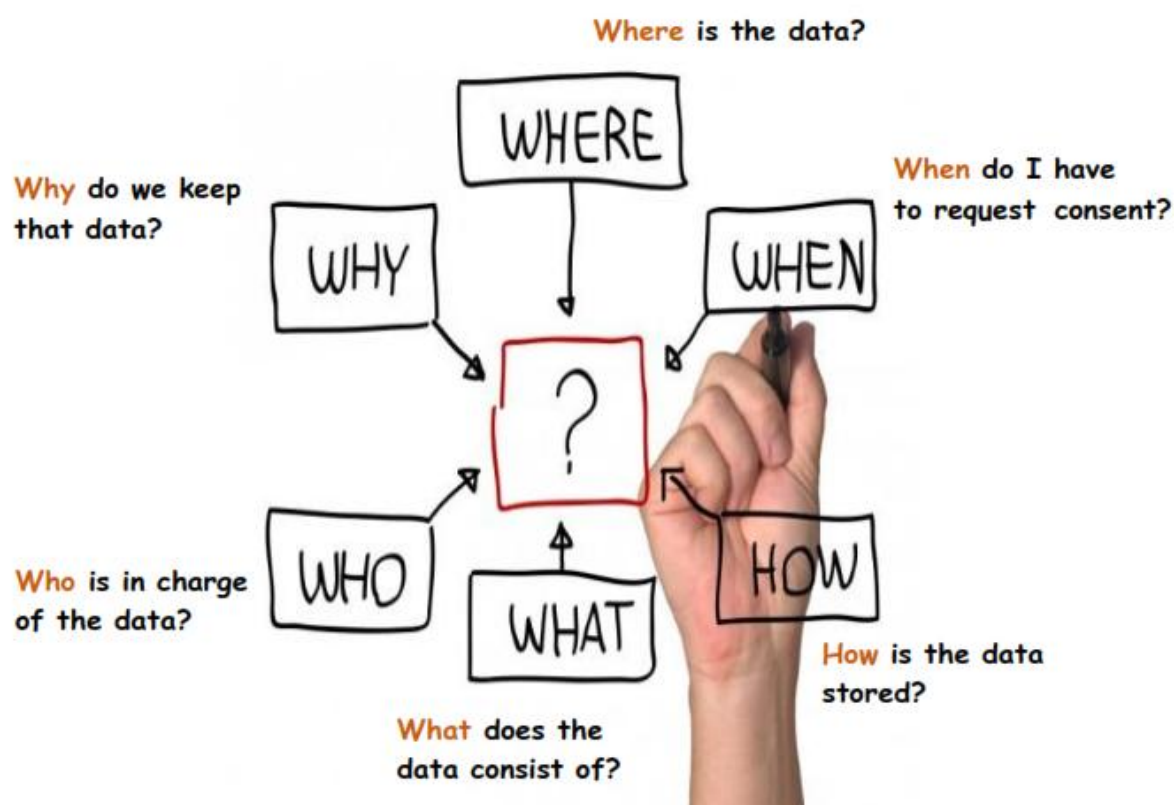 Where is the data?
WHERE
Why do we keep
that data?
WHY
When do I have
to request consent?
WHEN
?
Who is in charge
of the data?
WHO
WHAT
What does the
data consist of?
HOW
How is the data
stored?